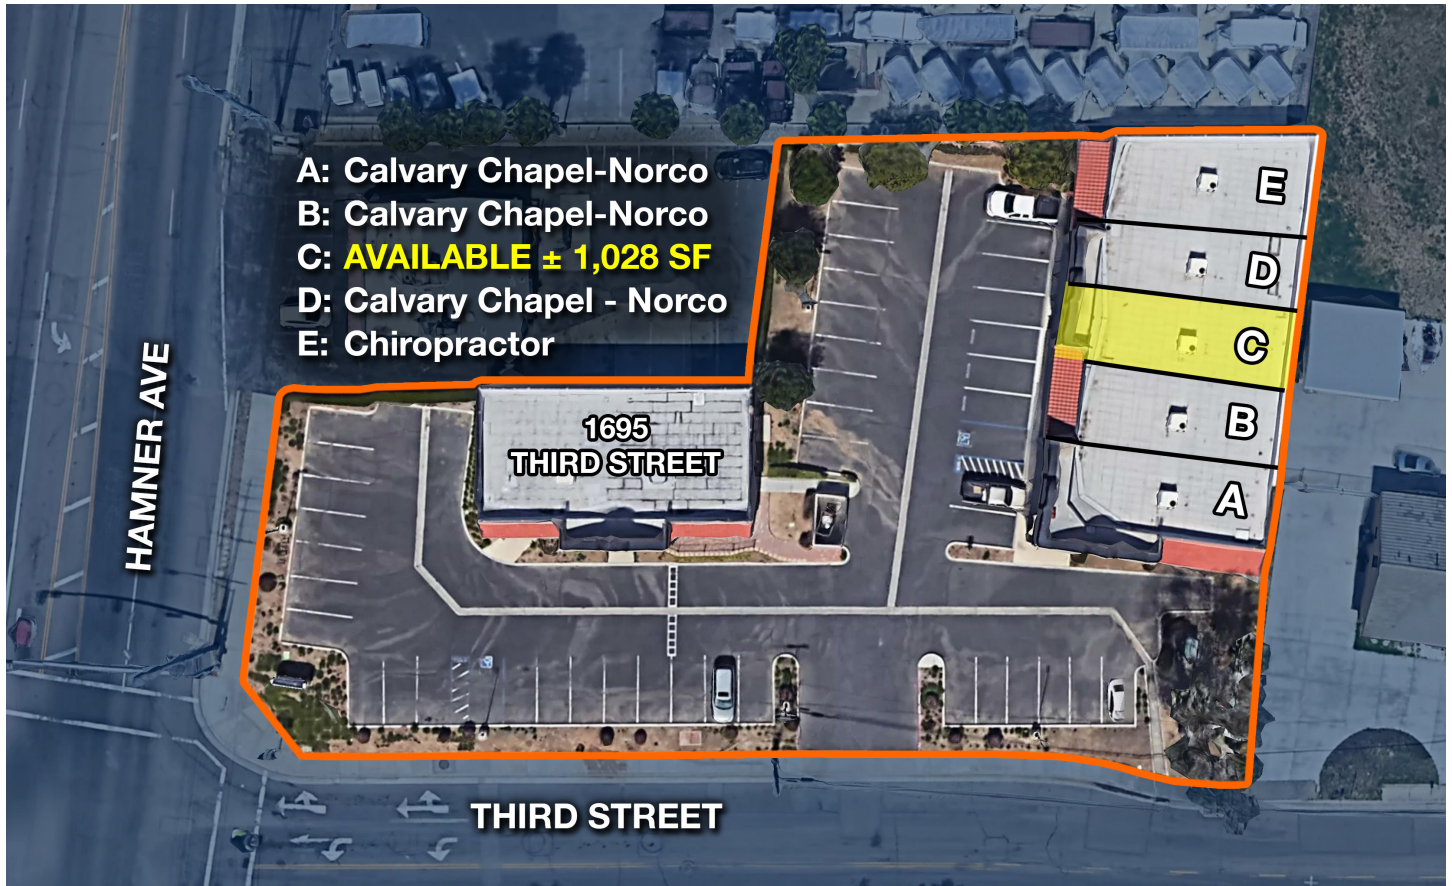 A: Calvary Chapel-Norco
B: Calvary Chapel-Norco
C: AVAILABLE ± 1,028 SF
D: Calvary Chapel - Norco
E: Chiropractor
E
D
C
B
A
1695
THIRD STREET
HAMNER AVE
THIRD STREET